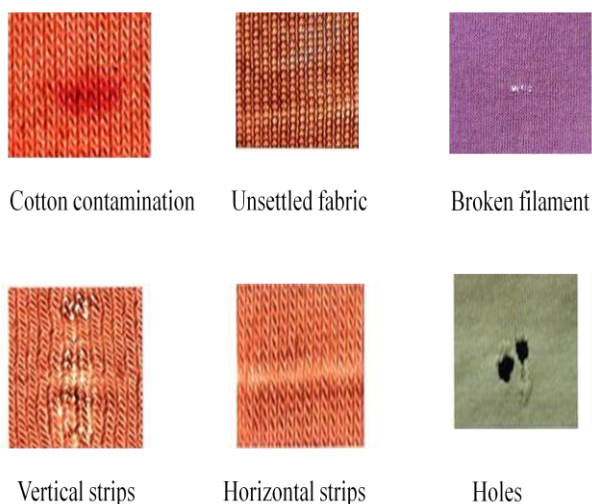 Cotton contamination
Unsettled fabric
Broken filament
Vertical strips
Horizontal strips
Holes